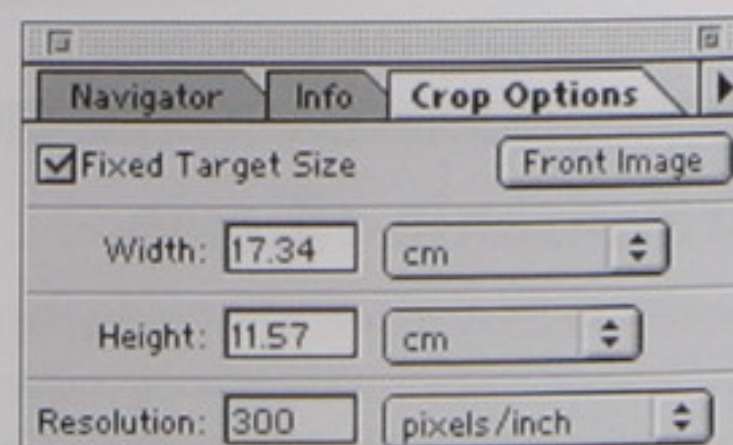 Navigator Info Crop Options
Fixed Target Size Front Image
Width: 17.34 cm
Height: 11.57 cm
Resolution: 300 pixels/inch